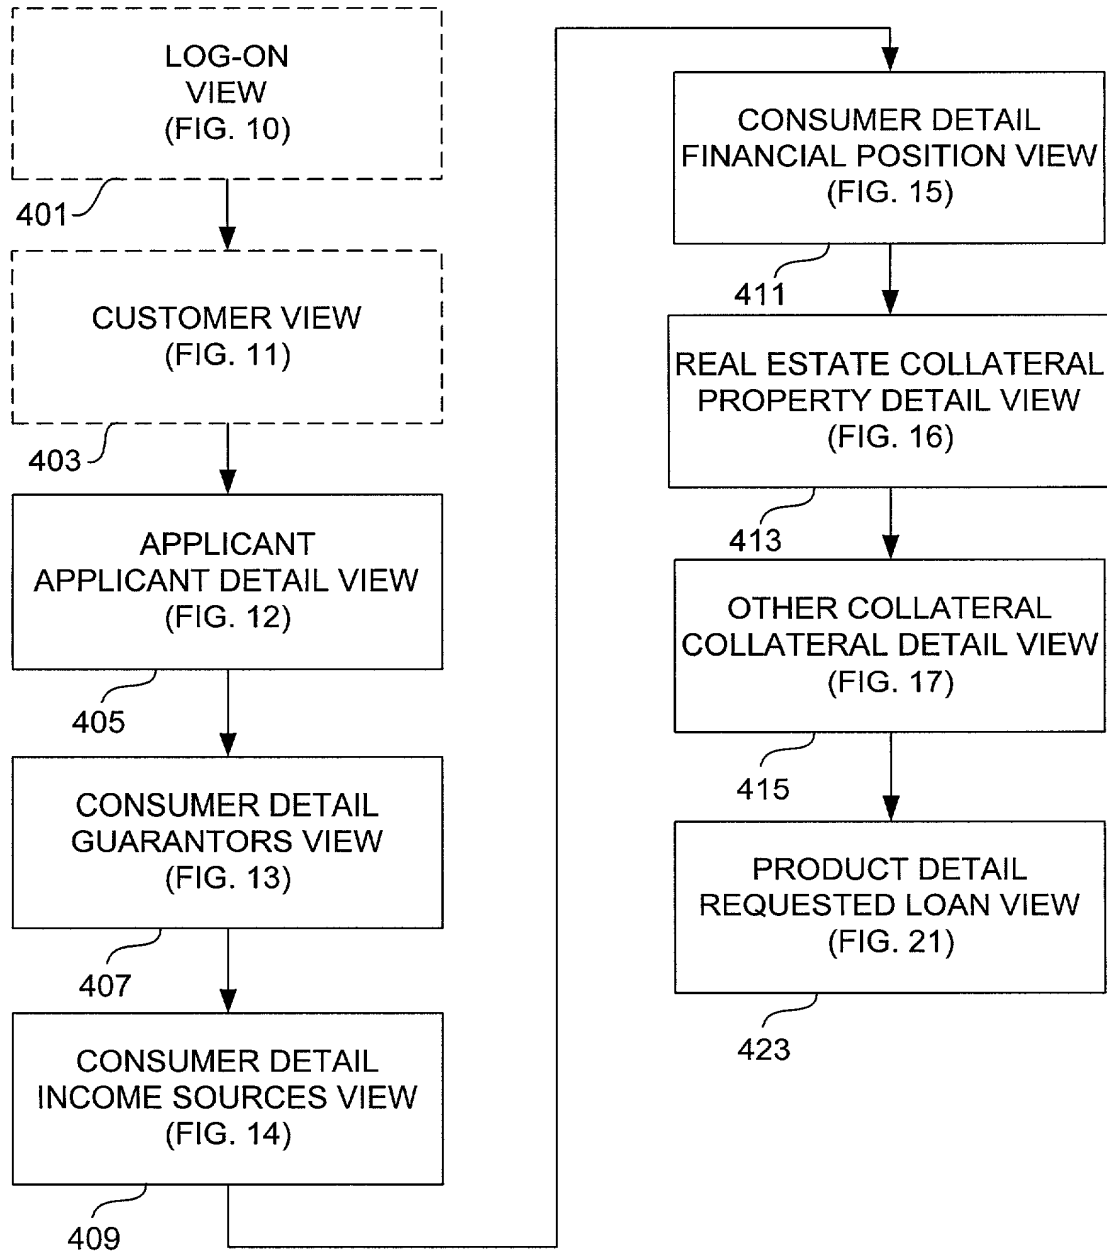 LOG-ON
VIEW
(FIG. 10)
401
CUSTOMER VIEW
(FIG. 11)
403
APPLICANT
APPLICANT DETAIL VIEW
(FIG. 12)
405
CONSUMER DETAIL
GUARANTORS VIEW
(FIG. 13)
407
CONSUMER DETAIL
INCOME SOURCES VIEW
(FIG. 14)
409
CONSUMER DETAIL
FINANCIAL POSITION VIEW
(FIG. 15)
411
REAL ESTATE COLLATERAL
PROPERTY DETAIL VIEW
(FIG. 16)
413
OTHER COLLATERAL
COLLATERAL DETAIL VIEW
(FIG. 17)
415
PRODUCT DETAIL
REQUESTED LOAN VIEW
(FIG. 21)
423